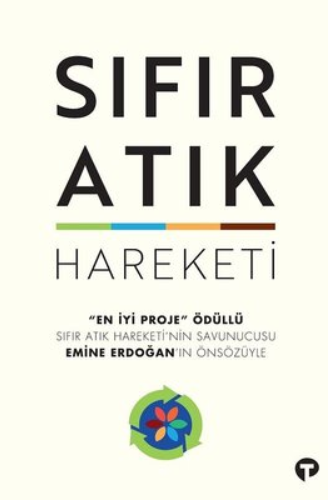 SIFIR
ATIK
HAREKETİ
“EN İYİ PROJE” ÖDÜLLÜ
SIFIR ATIK HAREKETİ'NİN SAVUNUCUSU
EMİNE ERDOĞAN'IN ÖNSÖZÜYLE
T